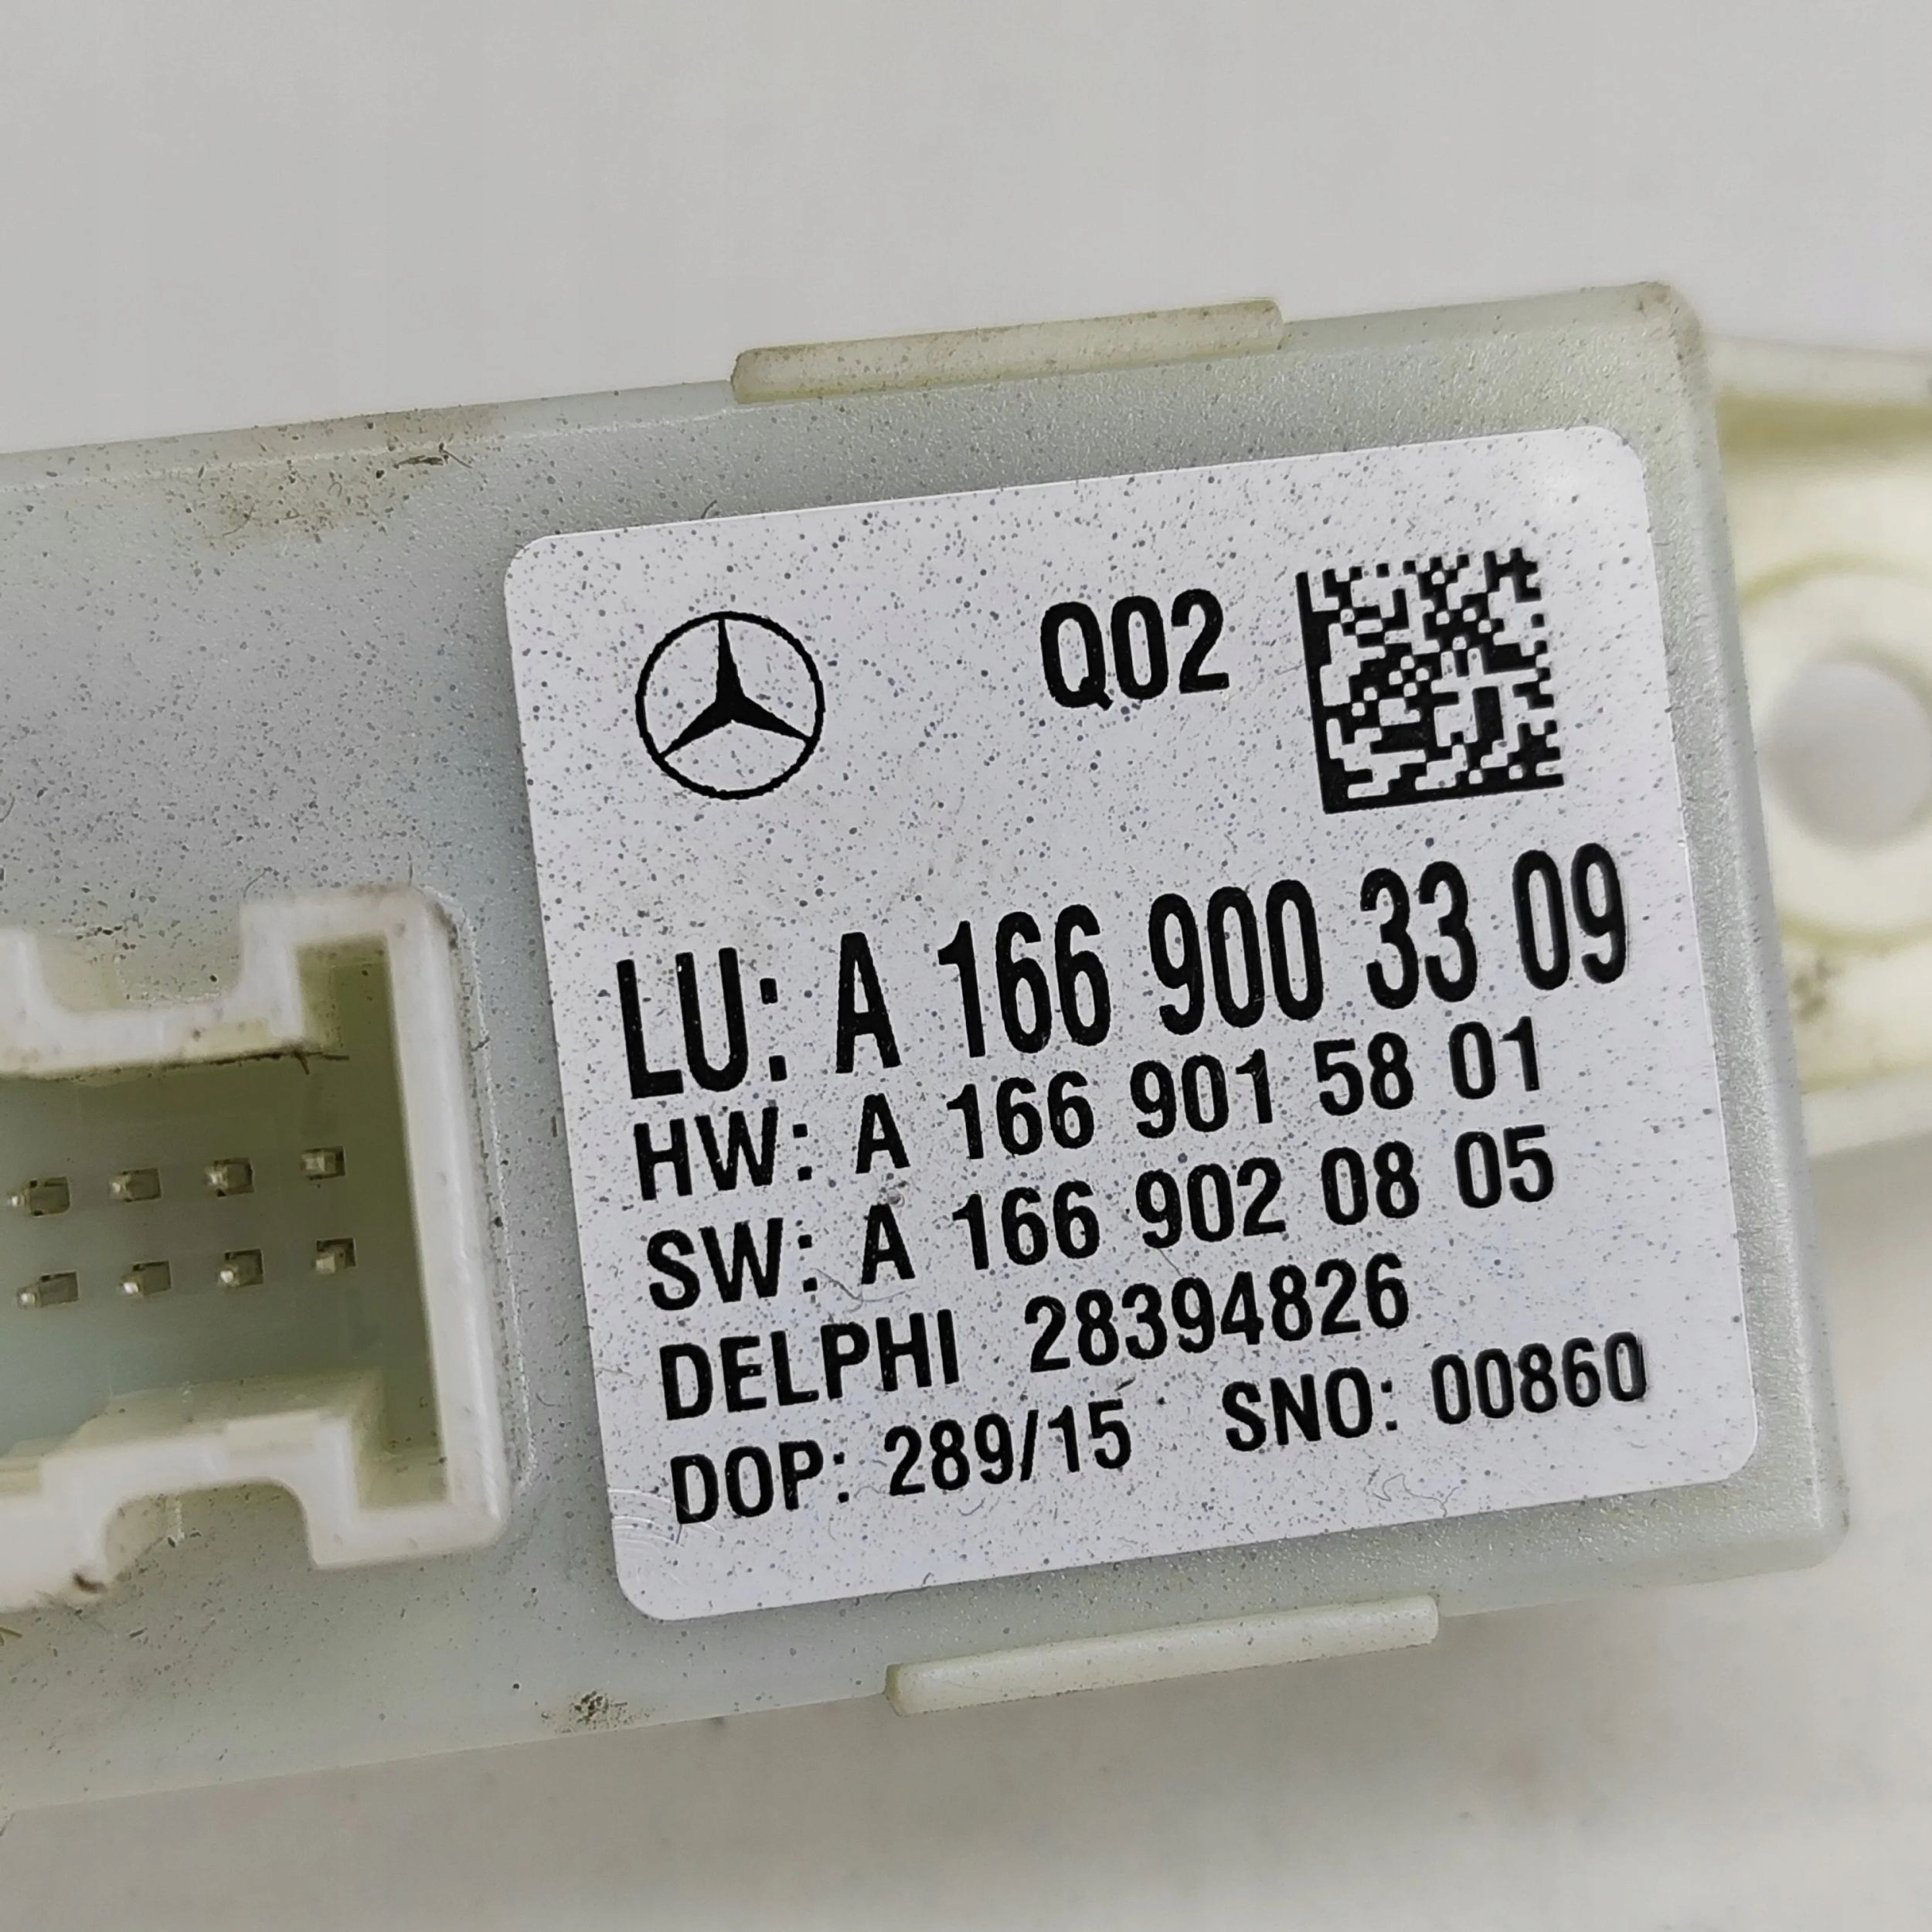 Q02
LU: A 166 900 33 09
HW: A 166 901 58 01
SW: A 166 902 08 05
DELPHI 28394826
DOP: 289/15 SNO: 00860